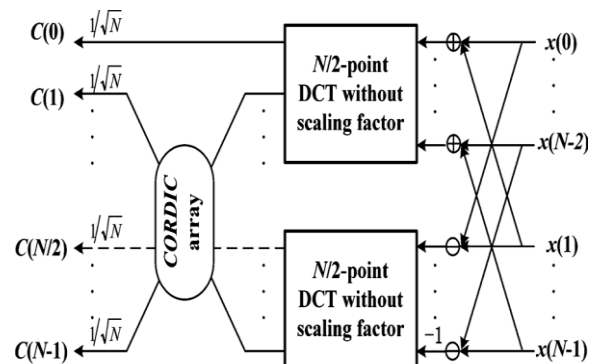 C(0) 1/√N
N/2-point
DCT without
scaling factor
x(0)
C(1) 1/√N
x(N-2)
CORDIC
array
C(N/2) 1/√N
N/2-point
DCT without
scaling factor
x(1)
C(N-1) 1/√N
−1
x(N-1)